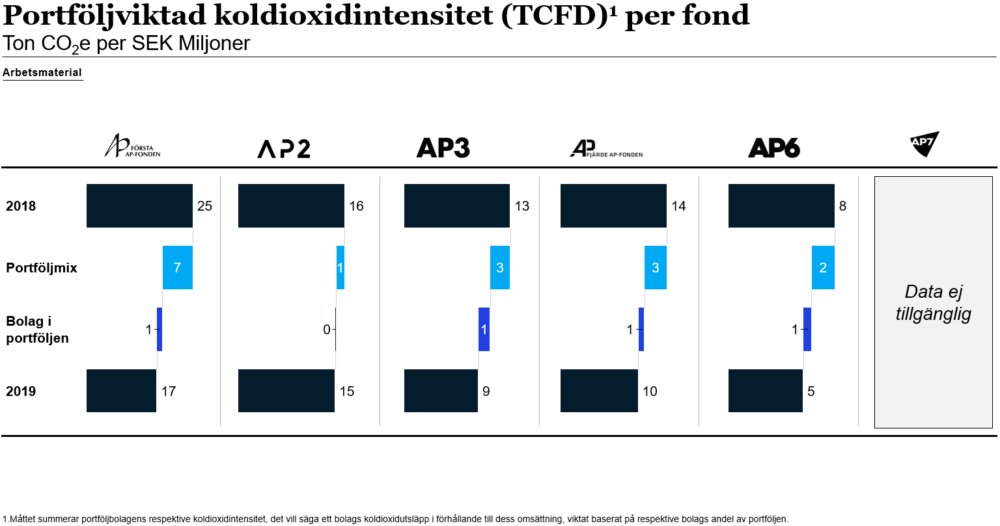 Portföljviktad koldioxidintensitet (TCFD)¹ per fond
Ton CO₂e per SEK Miljoner
Arbetsmaterial
AP FÖRSTA AP-FONDEN
AP2
AP3
AP FJÄRDE AP-FONDEN
AP6
AP7
2018 25 16 13 14 8
Portföljmix 7 1 3 3 2
Bolag i portföljen 1 0 1 1 1
2019 17 15 9 10 5
Data ej
tillgänglig
1.Måttet summerar portföljbolagens respektive koldioxidintensitet, det vill säga ett bolags koldioxidutsläpp i förhållande till dess omsättning, viktat baserat på respektive bolags andel av portföljen.